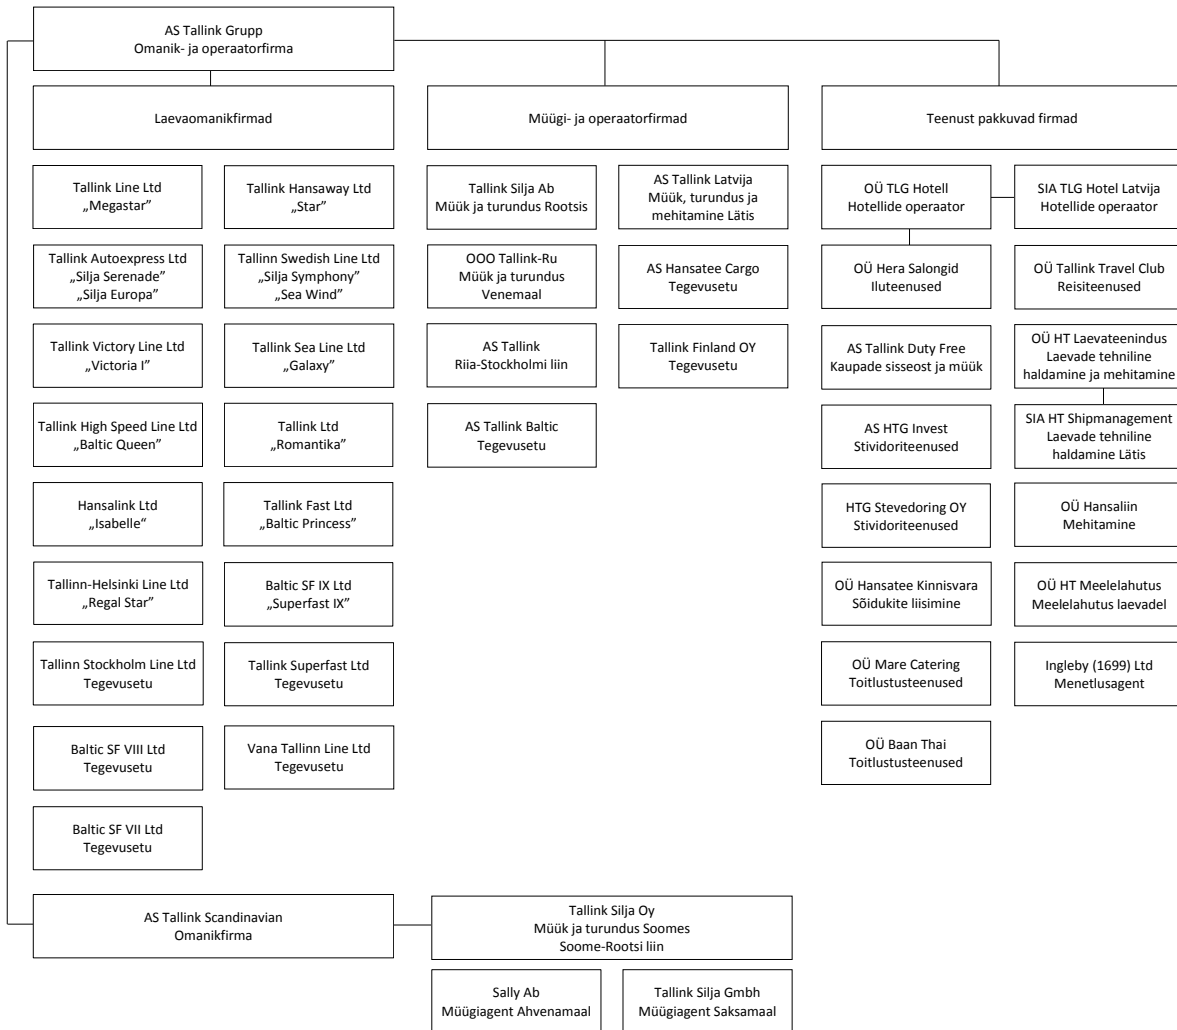 AS Tallink Grupp
Omanik- ja operaatorfirma
Laevaomanikfirmad
Müügi- ja operaatorfirmad
Teenust pakkuvad firmad
Tallink Line Ltd
„Megastar”
Tallink Hansaway Ltd
„Star”
Tallink Autoexpress Ltd
„Silja Serenade”
„Silja Europa”
Tallinn Swedish Line Ltd
„Silja Symphony”
„Sea Wind”
Tallink Victory Line Ltd
„Victoria I”
Tallink Sea Line Ltd
„Galaxy”
Tallink High Speed Line Ltd
„Baltic Queen”
Tallink Ltd
„Romantika”
Hansalink Ltd
„Isabelle“
Tallink Fast Ltd
„Baltic Princess”
Tallinn-Helsinki Line Ltd
„Regal Star”
Baltic SF IX Ltd
„Superfast IX”
Tallinn Stockholm Line Ltd
Tegevusetu
Tallink Superfast Ltd
Tegevusetu
Baltic SF VIII Ltd
Tegevusetu
Vana Tallinn Line Ltd
Tegevusetu
Baltic SF VII Ltd
Tegevusetu
Tallink Silja Ab
Müük ja turundus Rootsis
AS Tallink Latvija
Müük, turundus ja
mehitamine Lätis
OOO Tallink-Ru
Müük ja turundus
Venemaal
AS Hansatee Cargo
Tegevusetu
AS Tallink
Riia-Stockholmi liin
Tallink Finland OY
Tegevusetu
AS Tallink Baltic
Tegevusetu
OÜ TLG Hotell
Hotellide operaator
SIA TLG Hotel Latvija
Hotellide operaator
OÜ Hera Salongid
Iluteenused
OÜ Tallink Travel Club
Reisiteenused
AS Tallink Duty Free
Kaupade sisseost ja müük
OÜ HT Laevateenindus
Laevade tehniline
haldamine ja mehitamine
AS HTG Invest
Stividoriteenused
SIA HT Shipmanagement
Laevade tehniline
haldamine Lätis
HTG Stevedoring OY
Stividoriteenused
OÜ Hansaliin
Mehitamine
OÜ Hansatee Kinnisvara
Sõidukite liisimine
OÜ HT Meelelahutus
Meelelahutus laevadel
OÜ Mare Catering
Toitlustusteenused
Ingleby (1699) Ltd
Menetlusagent
OÜ Baan Thai
Toitlustusteenused
AS Tallink Scandinavian
Omanikfirma
Tallink Silja Oy
Müük ja turundus Soomes
Soome-Rootsi liin
Sally Ab
Müügiagent Ahvenamaal
Tallink Silja Gmbh
Müügiagent Saksamaal